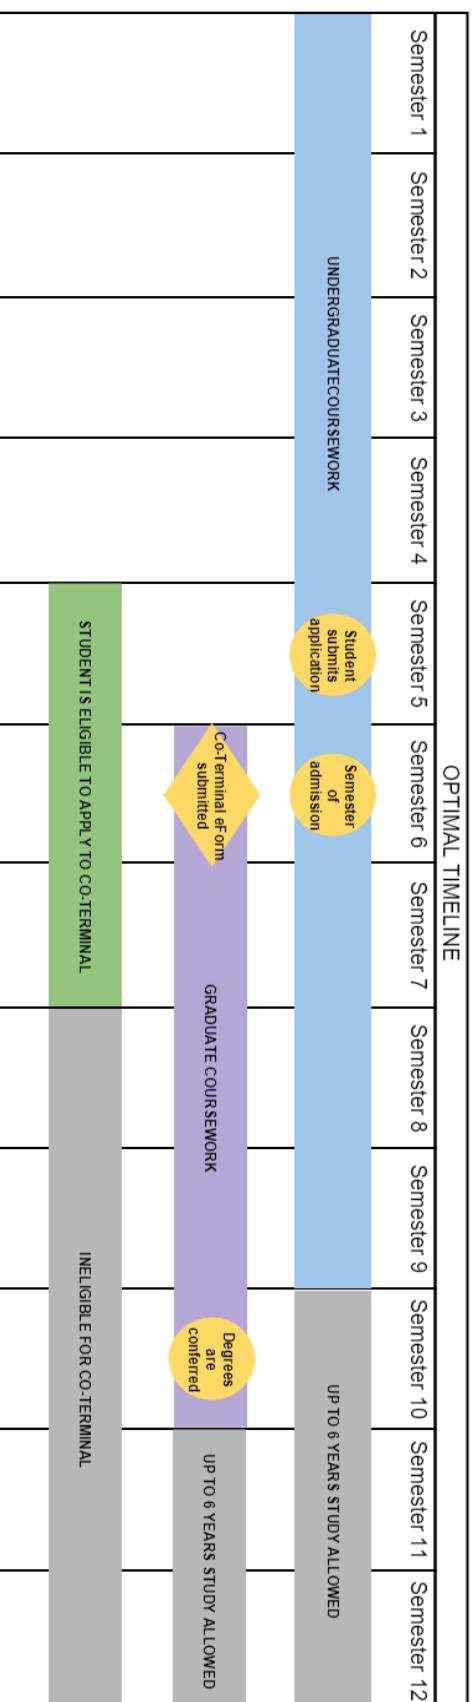 OPTIMAL TIMELINE
Semester 1
Semester 2
Semester 3
Semester 4
Semester 5
Semester 6
Semester 7
Semester 8
Semester 9
Semester 10
Semester 11
Semester 12
UNDERGRADUATECOURSEWORK
Student
submits
application
Semester
of
admission
UP TO 6 YEARS STUDY ALLOWED
Co-Terminal eForm
submitted
GRADUATE COURSEWORK
Degrees
are
conferred
UP TO 6 YEARS STUDY ALLOWED
STUDENT IS ELIGIBLE TO APPLY TO CO-TERMINAL
INELIGIBLE FOR CO-TERMINAL